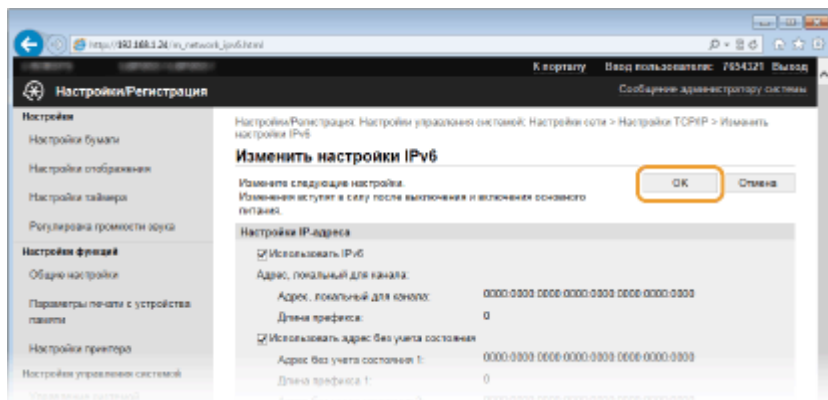 http://192.168.1.24/m_network_ipv6.html
К порталу Ввод пользователя: 7654321 Выход
Настройки/Регистрация
Сообщение администратору системы
Настройки
Настройки бумаги
Настройки отображения
Настройки таймера
Регулировка громкости звука
Настройки функций
Общие настройки
Параметры печати с устройства
памяти
Настройки принтера
Настройки управления системой
Управление системой
Настройки/Регистрация: Настройки управления системой: Настройки сети > Настройки TCP/IP > Изменить
настройки IPv6
Изменить настройки IPv6
Измените следующие настройки.
Изменения вступят в силу после выключения и включения основного
питания.
OK
Отмена
Настройки IP-адреса
Использовать IPv6
Адрес, локальный для канала:
Адрес, локальный для канала: 0000:0000:0000:0000:0000:0000:0000:0000
Длина префикса: 0
Использовать адрес без учета состояния
Адрес без учета состояния 1: 0000:0000:0000:0000:0000:0000:0000:0000
Длина префикса 1: 0